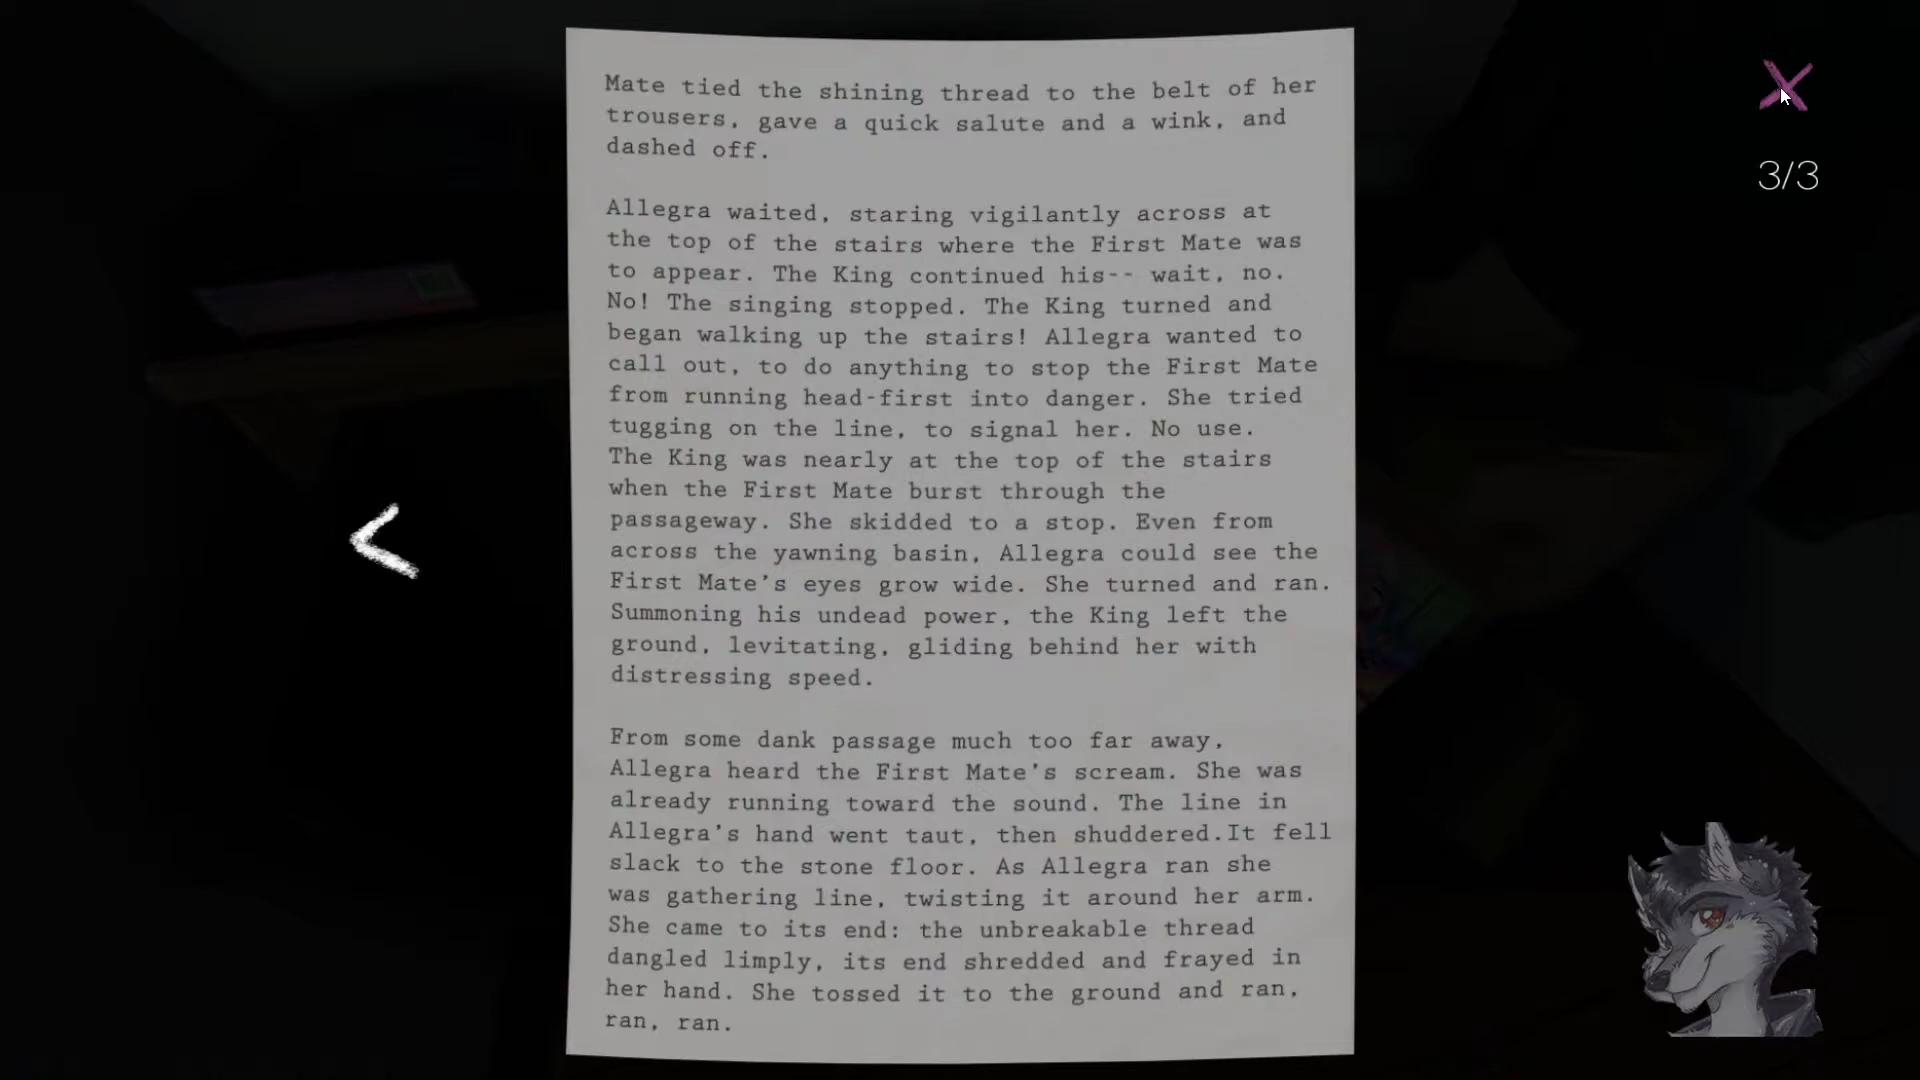 Mate tied the shining thread to the belt of her
trousers, gave a quick salute and a wink, and
dashed off.
Allegra waited, staring vigilantly across at
the top of the stairs where the First Mate was
to appear. The King continued his-- wait, no.
No! The singing stopped. The King turned and
began walking up the stairs! Allegra wanted to
call out, to do anything to stop the First Mate
from running head-first into danger. She tried
tugging on the line, to signal her. No use.
The King was nearly at the top of the stairs
when the First Mate burst through the
passageway. She skidded to a stop. Even from
across the yawning basin, Allegra could see the
First Mate's eyes grow wide. She turned and ran.
Summoning his undead power, the King left the
ground, levitating, gliding behind her with
distressing speed.
From some dank passage much too far away,
Allegra heard the First Mate's scream. She was
already running toward the sound. The line in
Allegra's hand went taut, then shuddered.It fell
slack to the stone floor. As Allegra ran she
was gathering line, twisting it around her arm.
She came to its end: the unbreakable thread
dangled limply, its end shredded and frayed in
her hand. She tossed it to the ground and ran,
ran, ran.
3/3